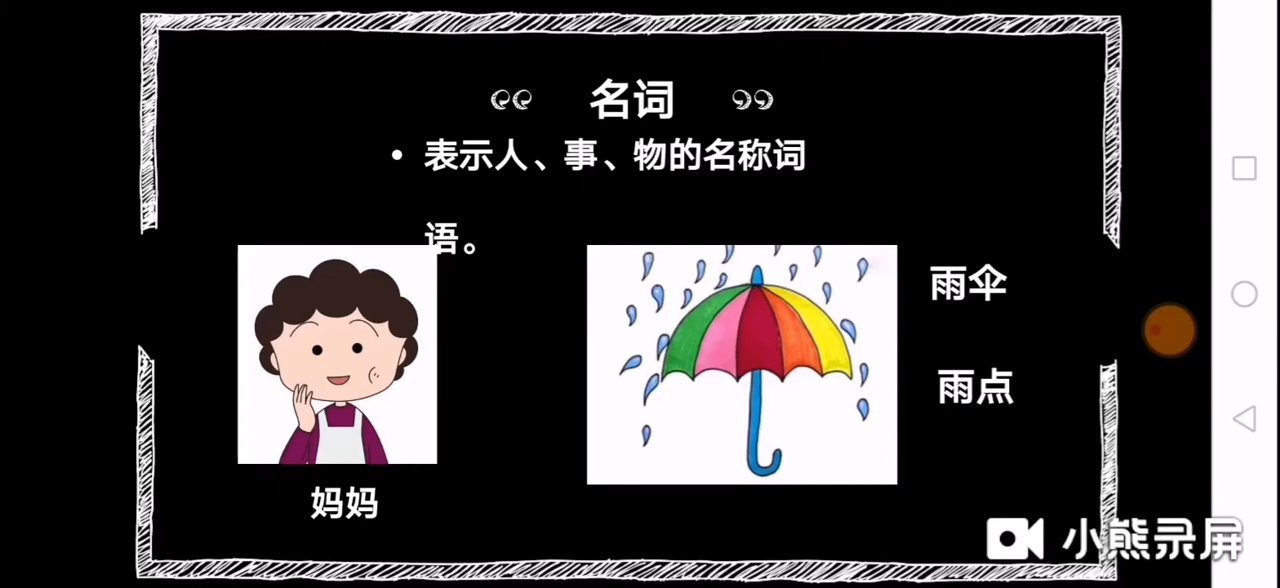 名词
• 表示人、事、物的名称词
语。
雨伞
雨点
妈妈
小熊录屏